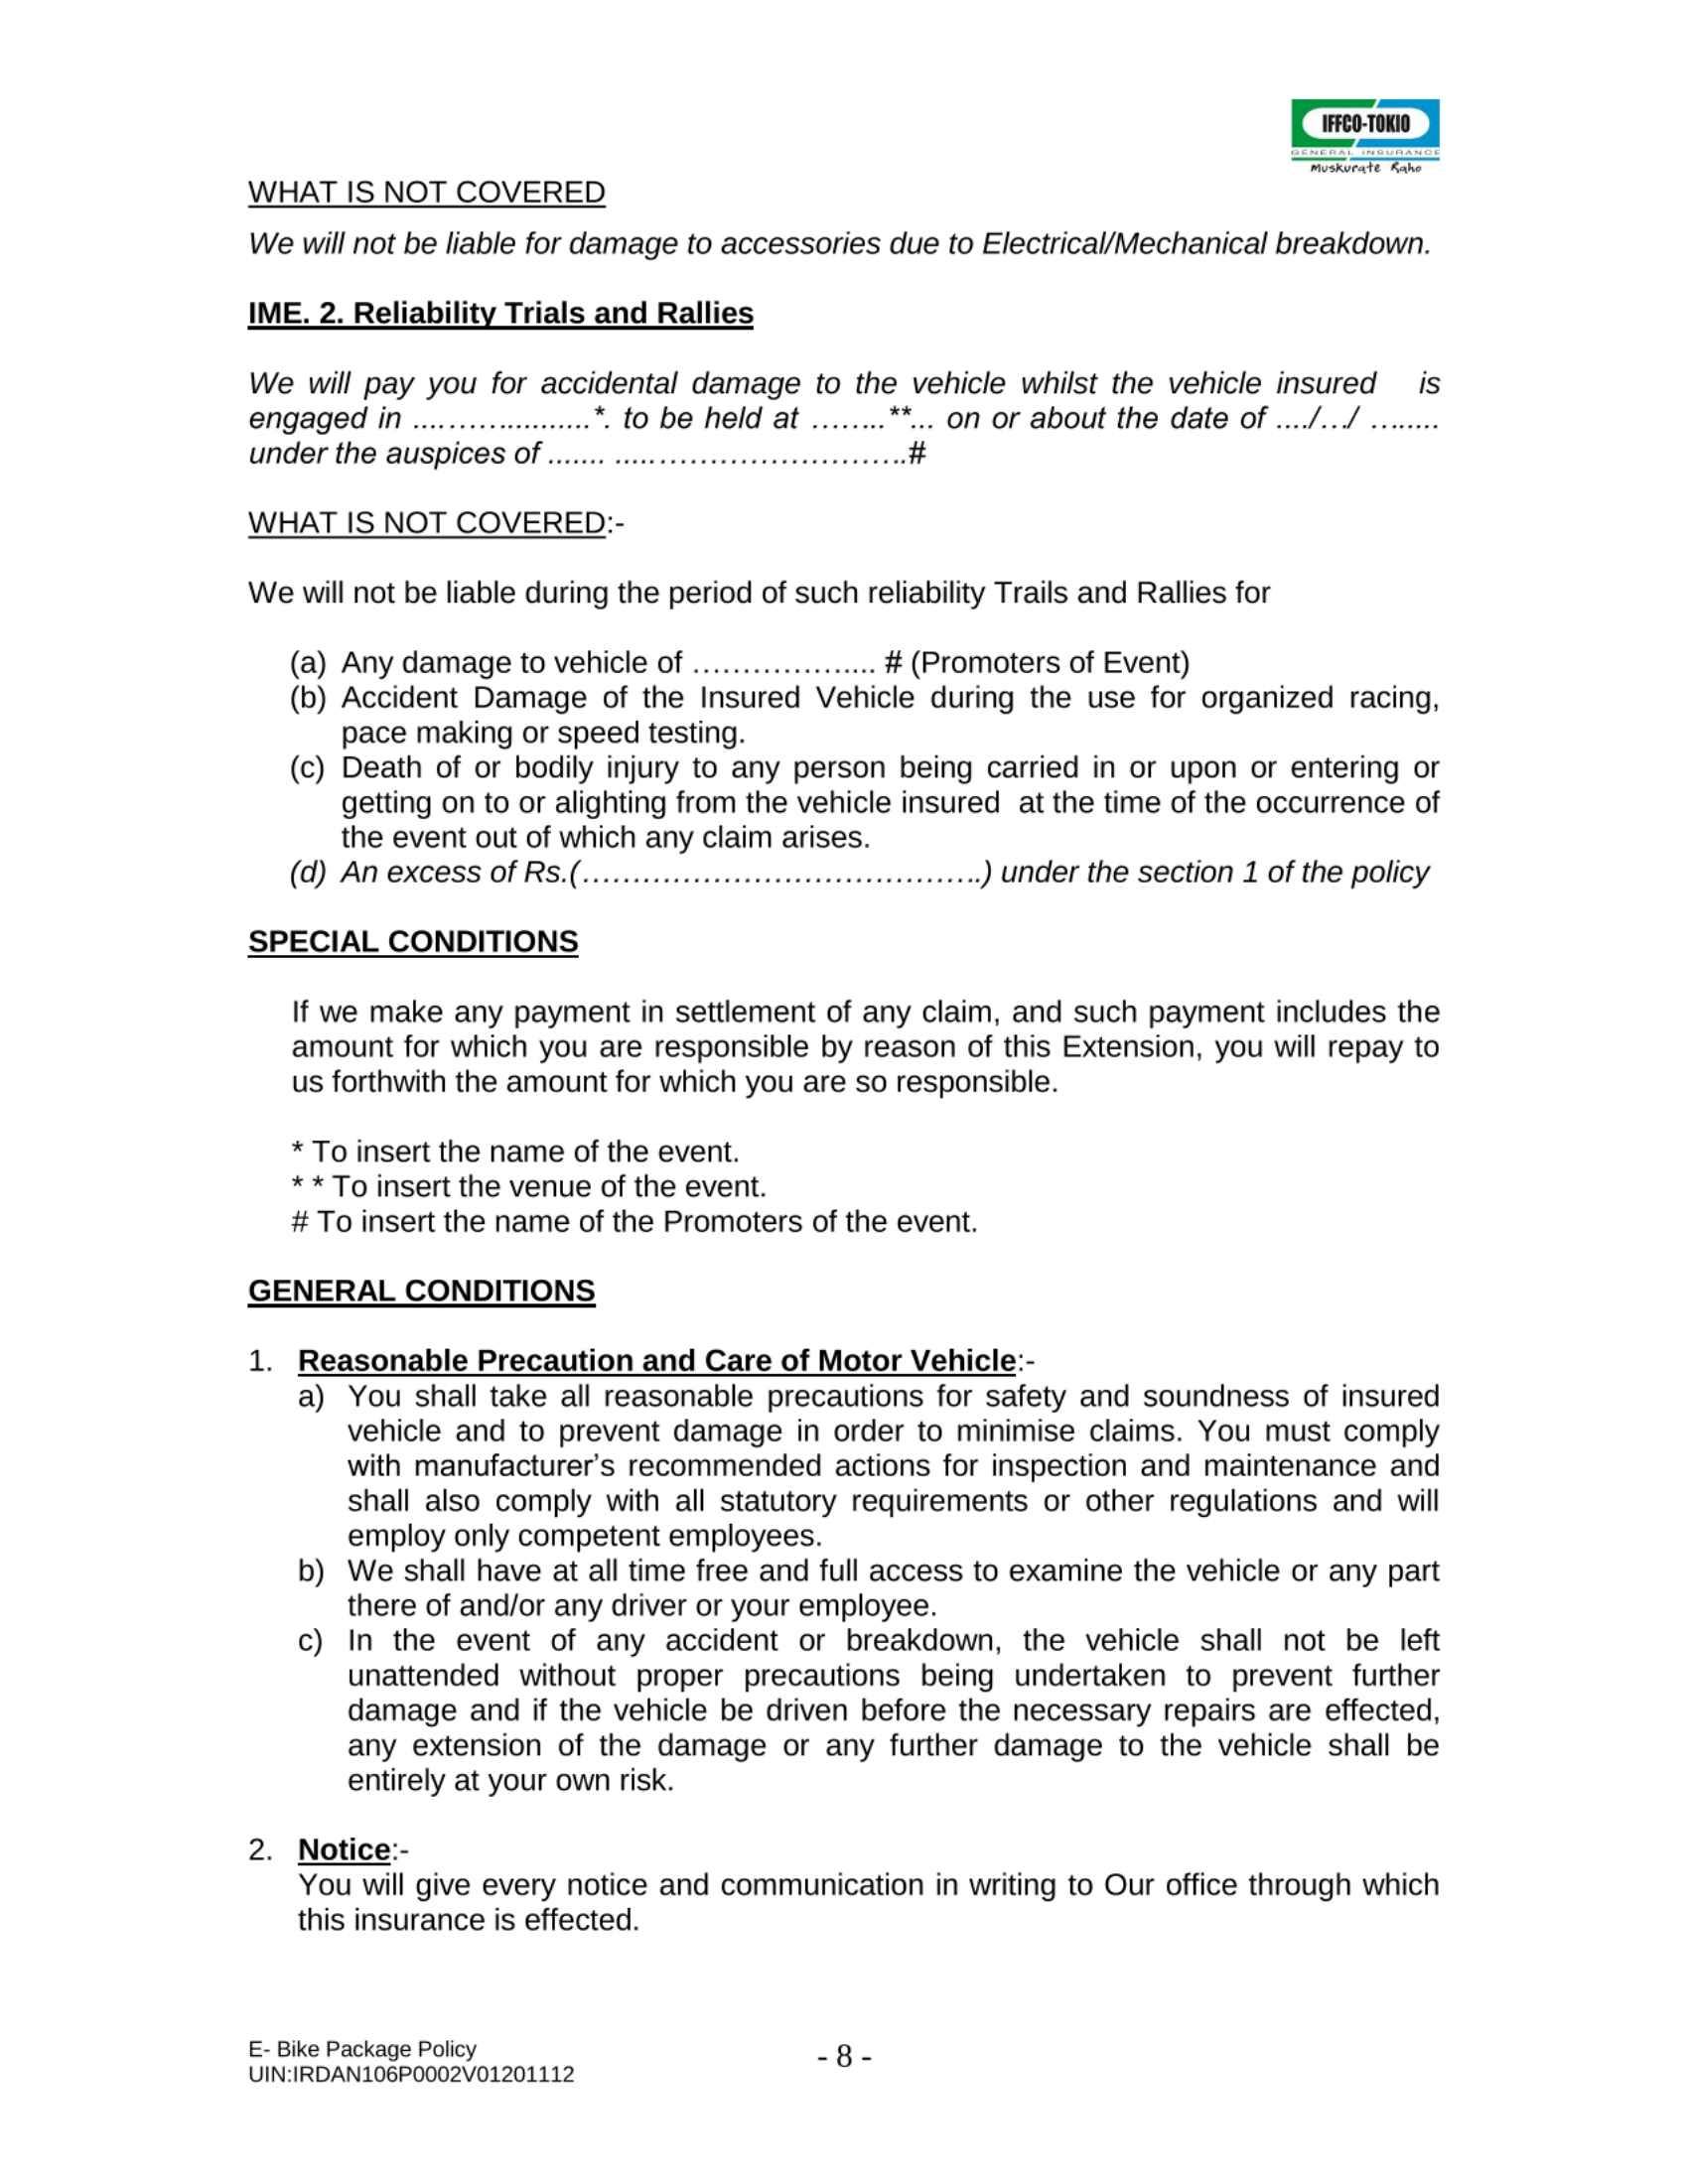 IFFCO-TOKIO
GENERAL INSURANCE
Muskurate Raho
WHAT IS NOT COVERED
We will not be liable for damage to accessories due to Electrical/Mechanical breakdown.
IME. 2. Reliability Trials and Rallies
We will pay you for accidental damage to the vehicle whilst the vehicle insured is
engaged in ....…….........…*. to be held at ……..**... on or about the date of ..../…/ …....
under the auspices of ....... .....……………………….#
WHAT IS NOT COVERED:-
We will not be liable during the period of such reliability Trails and Rallies for
(a) Any damage to vehicle of …………….... # (Promoters of Event)
(b) Accident Damage of the Insured Vehicle during the use for organized racing,
pace making or speed testing.
(c) Death of or bodily injury to any person being carried in or upon or entering or
getting on to or alighting from the vehicle insured at the time of the occurrence of
the event out of which any claim arises.
(d) An excess of Rs.(………………………………….) under the section 1 of the policy
SPECIAL CONDITIONS
If we make any payment in settlement of any claim, and such payment includes the
amount for which you are responsible by reason of this Extension, you will repay to
us forthwith the amount for which you are so responsible.
* To insert the name of the event.
* * To insert the venue of the event.
# To insert the name of the Promoters of the event.
GENERAL CONDITIONS
1. Reasonable Precaution and Care of Motor Vehicle:-
a) You shall take all reasonable precautions for safety and soundness of insured
vehicle and to prevent damage in order to minimise claims. You must comply
with manufacturer’s recommended actions for inspection and maintenance and
shall also comply with all statutory requirements or other regulations and will
employ only competent employees.
b) We shall have at all time free and full access to examine the vehicle or any part
there of and/or any driver or your employee.
c) In the event of any accident or breakdown, the vehicle shall not be left
unattended without proper precautions being undertaken to prevent further
damage and if the vehicle be driven before the necessary repairs are effected,
any extension of the damage or any further damage to the vehicle shall be
entirely at your own risk.
2. Notice:-
You will give every notice and communication in writing to Our office through which
this insurance is effected.
E- Bike Package Policy
UIN:IRDAN106P0002V01201112
- 8 -